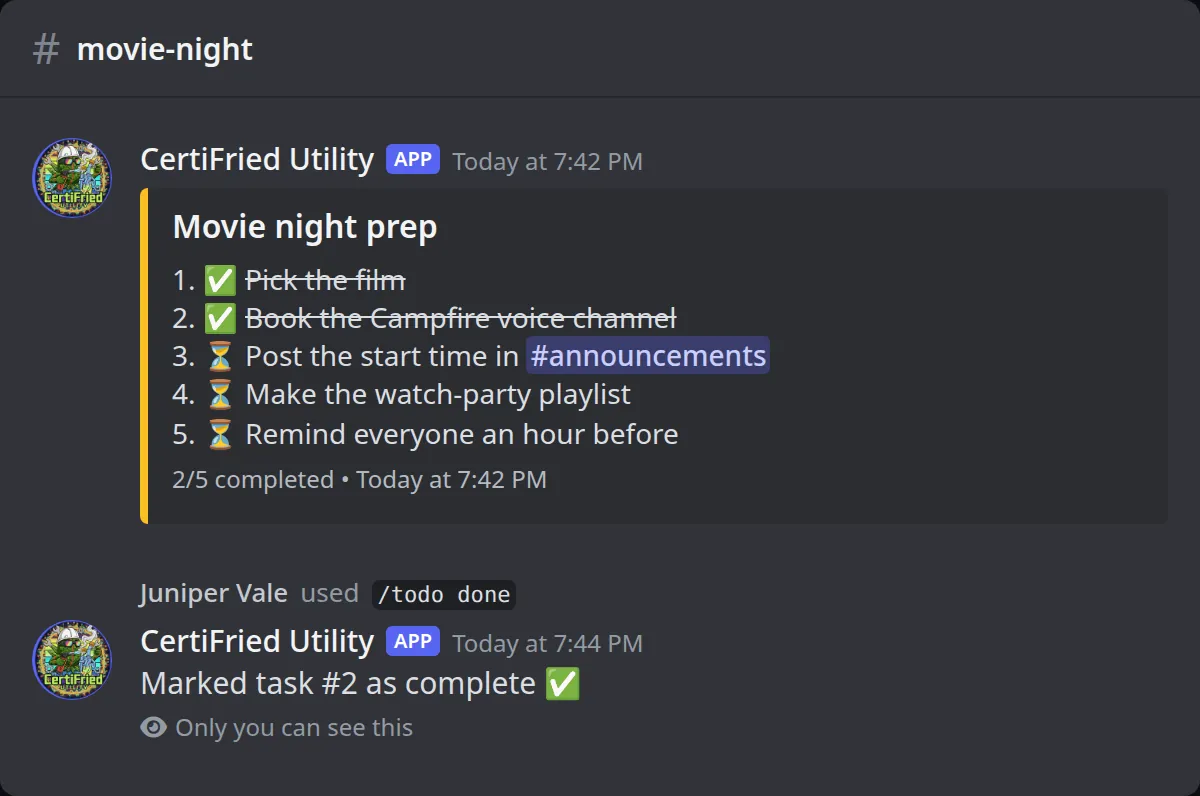 # movie-night
CertiFried
CertiFried Utility APP Today at 7:42 PM
Movie night prep
1. ✅ Pick the film
2. ✅ Book the Campfire voice channel
3. ⏳ Post the start time in #announcements
4. ⏳ Make the watch-party playlist
5. ⏳ Remind everyone an hour before
2/5 completed • Today at 7:42 PM
Juniper Vale used /todo done
CertiFried
CertiFried Utility APP Today at 7:44 PM
Marked task #2 as complete ✅
Only you can see this